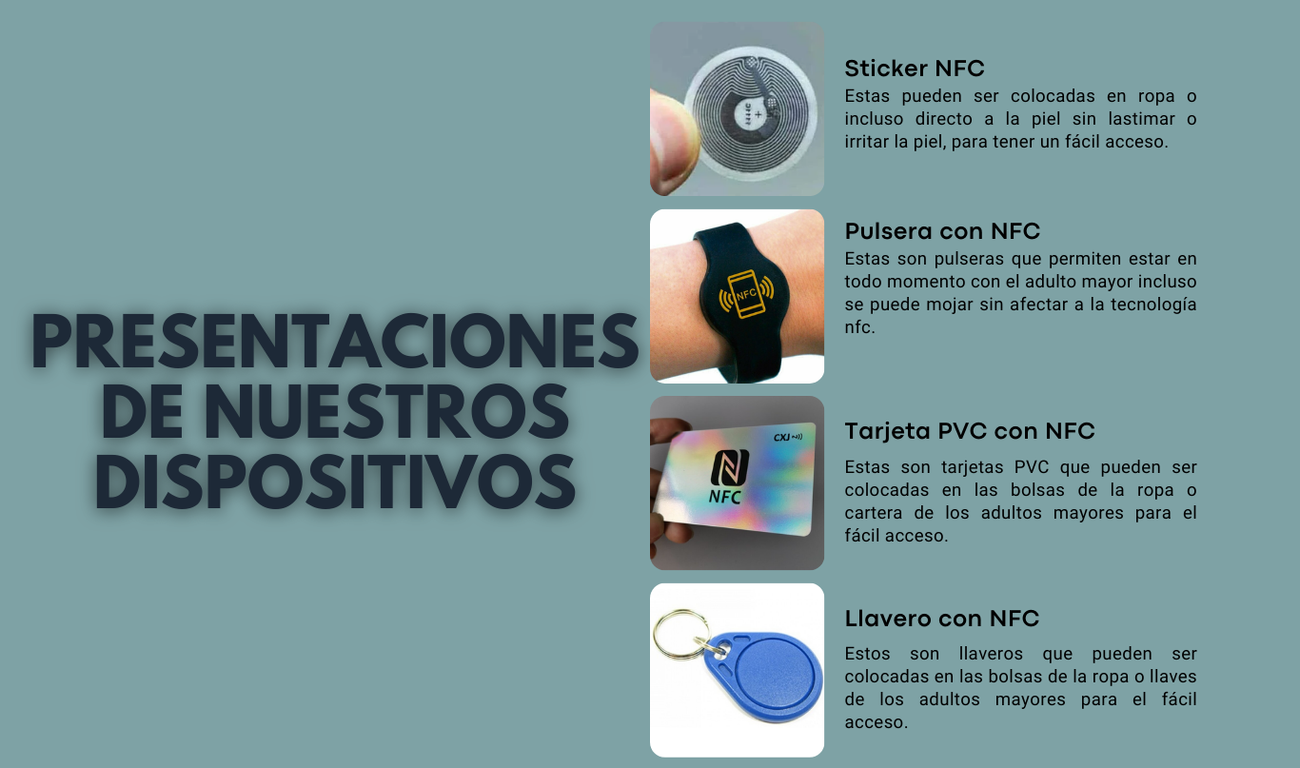 PRESENTACIONES
DE NUESTROS
DISPOSITIVOS
Sticker NFC
Estas pueden ser colocadas en ropa o
incluso directo a la piel sin lastimar o
irritar la piel, para tener un fácil acceso.
Pulsera con NFC
Estas son pulseras que permiten estar en
todo momento con el adulto mayor incluso
se puede mojar sin afectar a la tecnología
nfc.
NFC
Tarjeta PVC con NFC
Estas son tarjetas PVC que pueden ser
colocadas en las bolsas de la ropa o
cartera de los adultos mayores para el
fácil acceso.
CXJ
NFC
Llavero con NFC
Estos son llaveros que pueden ser
colocadas en las bolsas de la ropa o llaves
de los adultos mayores para el fácil
acceso.